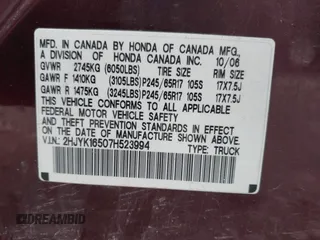 MFD. IN CANADA BY HONDA OF CANADA MFG.,
A DIVISION OF HONDA CANADA INC. 10/06
GVWR 2745KG (6050LBS) TIRE SIZE RIM SIZE
GAWR F 1410KG (3105LBS) P245/65R17 105S 17X7.5J
GAWR R 1475KG (3245LBS) P245/65R17 105S 17X7.5J
THIS VEHICLE CONFORMS TO ALL APPLICABLE FEDERAL MOTOR
VEHICLE SAFETY AND THEFT PREVENTION STANDARDS IN EFFECT
ON THE DATE OF MANUFACTURE SHOWN ABOVE.
V.I.N.: 2HJYK16507H523994 TYPE: TRUCK
DREAMBID